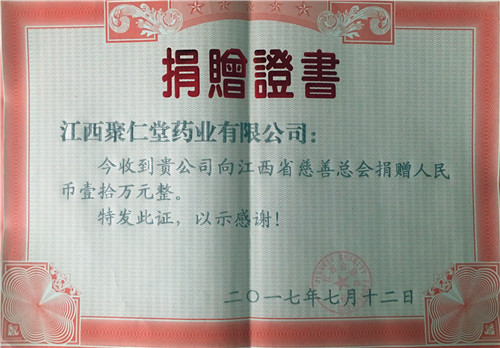 捐贈證書
江西聚仁堂药业有限公司：
今收到贵公司向江西省慈善总会捐赠人民
币壹拾万元整。
特发此证，以示感谢！
二〇一七年七月十二日